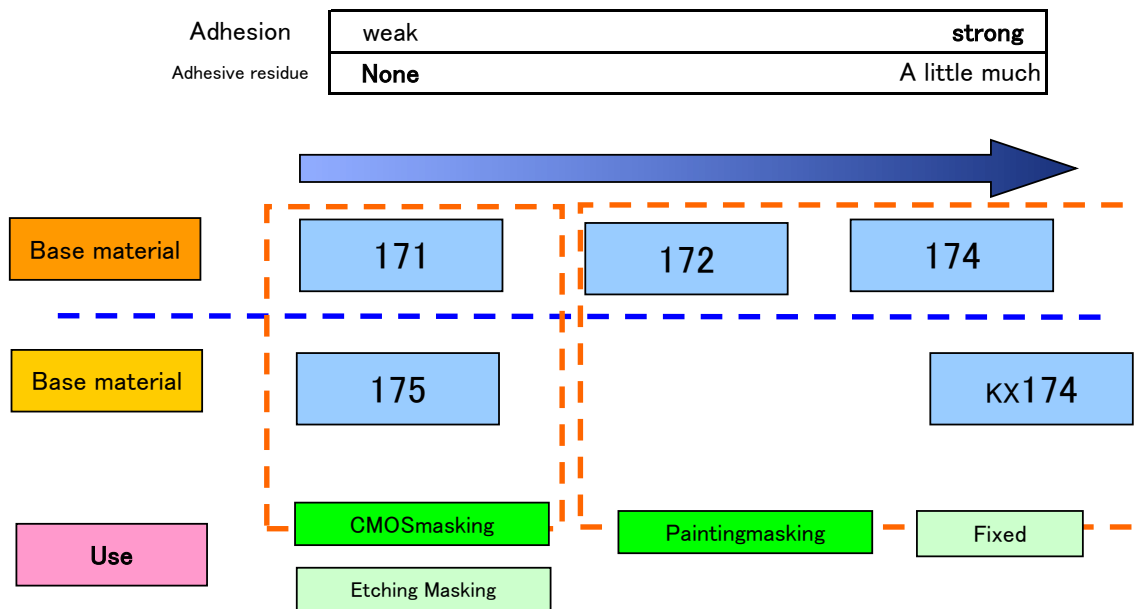 Adhesion weak strong
Adhesive residue None A little much
Base material 171 172 174
Base material 175 KX174
CMOSmasking
Use Paintingmasking Fixed
Etching Masking